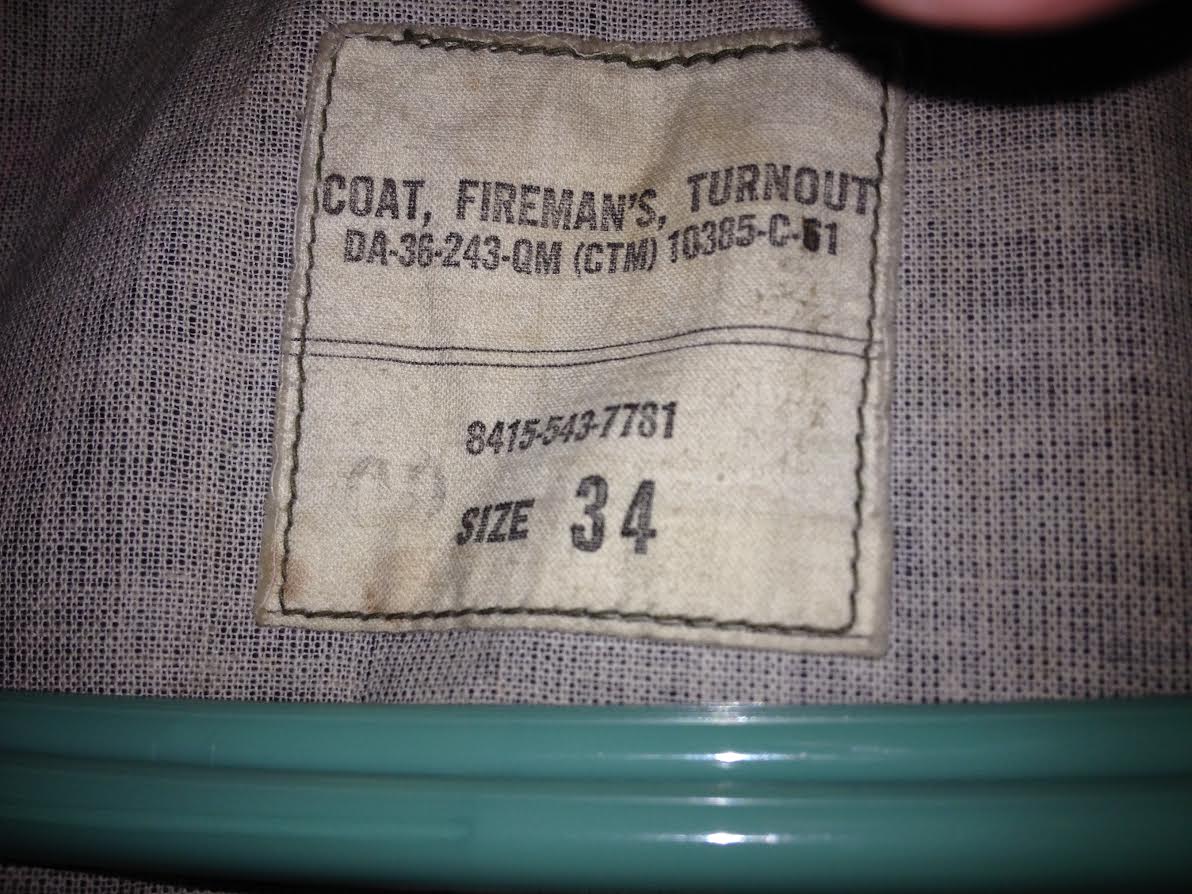 COAT, FIREMAN'S, TURNOUT
DA-36-243-QM (CTM) 10385-C-61
8415-543-7781
SIZE 34